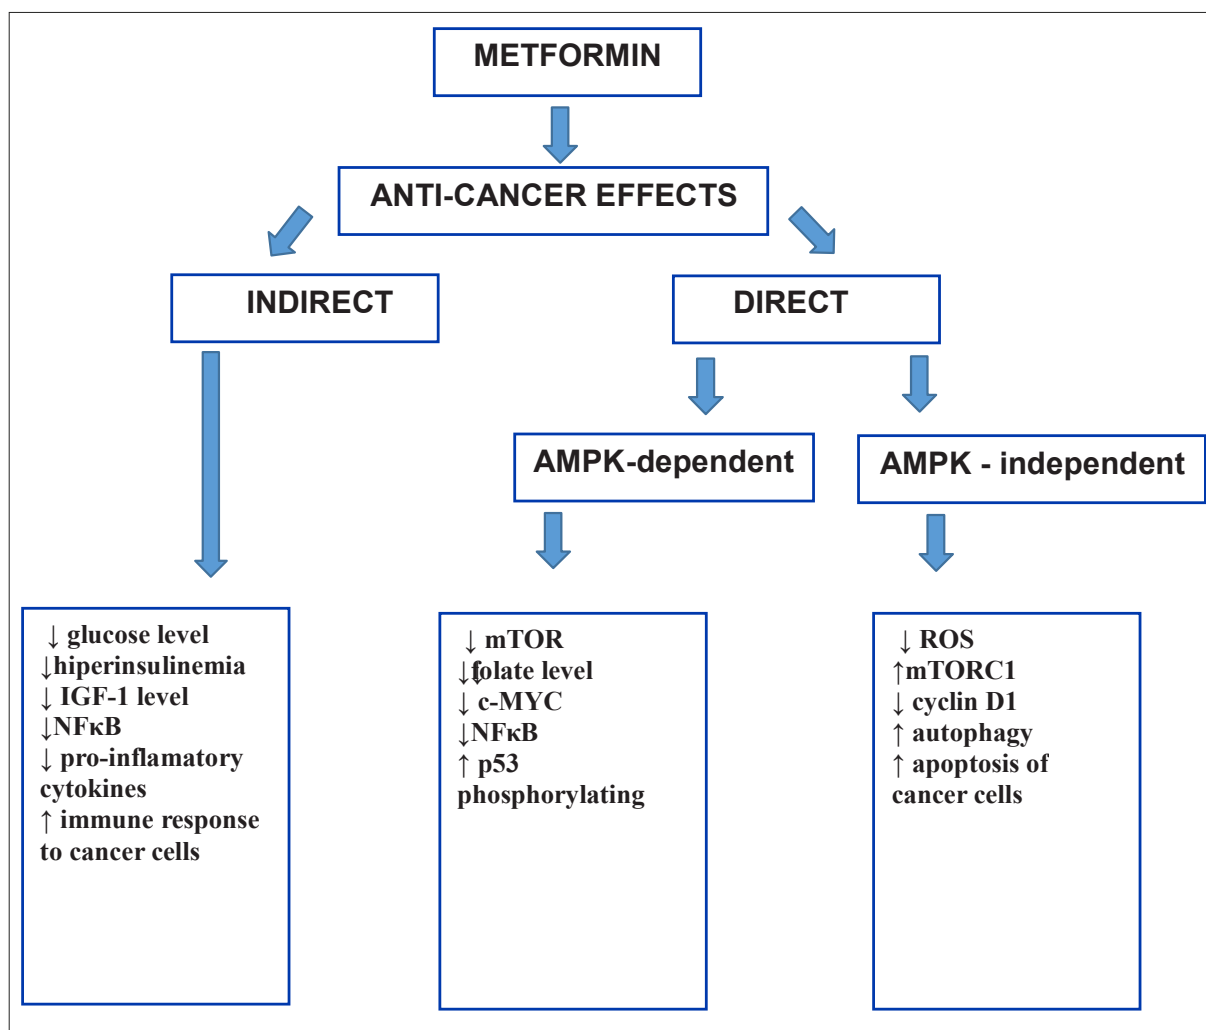 METFORMIN
ANTI-CANCER EFFECTS
INDIRECT
DIRECT
AMPK-dependent
AMPK - independent
↓ glucose level
↓hiperinsulinemia
↓ IGF-1 level
↓NFκB
↓ pro-inflamatory
cytokines
↑ immune response
to cancer cells
↓ mTOR
↓↓folate level
↓ c-MYC
↓NFκB
↑ p53
phosphorylating
↓ ROS
↑mTORC1
↓ cyclin D1
↑ autophagy
↑ apoptosis of
cancer cells